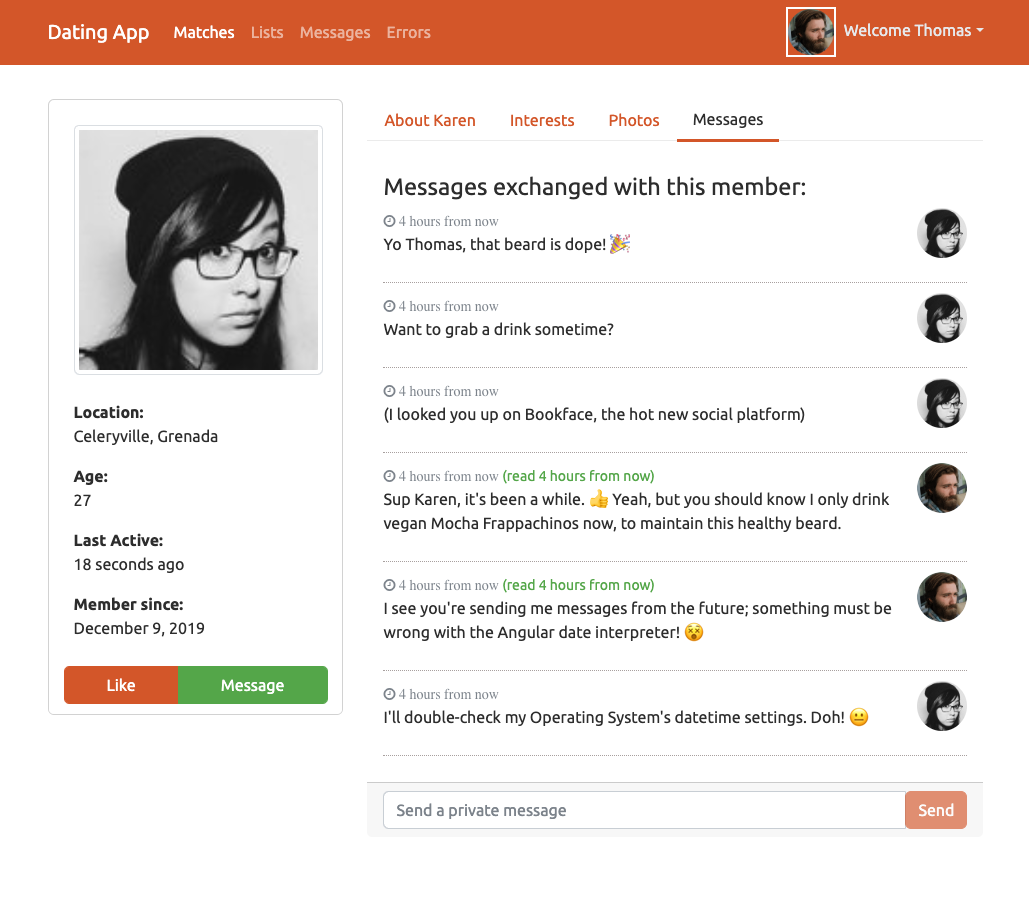 Dating App Matches Lists Messages Errors Welcome Thomas
Location:
Celeryville, Grenada
Age:
27
Last Active:
18 seconds ago
Member since:
December 9, 2019
Like Message
About Karen Interests Photos Messages
Messages exchanged with this member:
4 hours from now
Yo Thomas, that beard is dope! 🎉
4 hours from now
Want to grab a drink sometime?
4 hours from now
(I looked you up on Bookface, the hot new social platform)
4 hours from now (read 4 hours from now)
Sup Karen, it's been a while. 👍 Yeah, but you should know I only drink
vegan Mocha Frappachinos now, to maintain this healthy beard.
4 hours from now (read 4 hours from now)
I see you're sending me messages from the future; something must be
wrong with the Angular date interpreter! 😵
4 hours from now
I'll double-check my Operating System's datetime settings. Doh! 😐
Send a private message Send